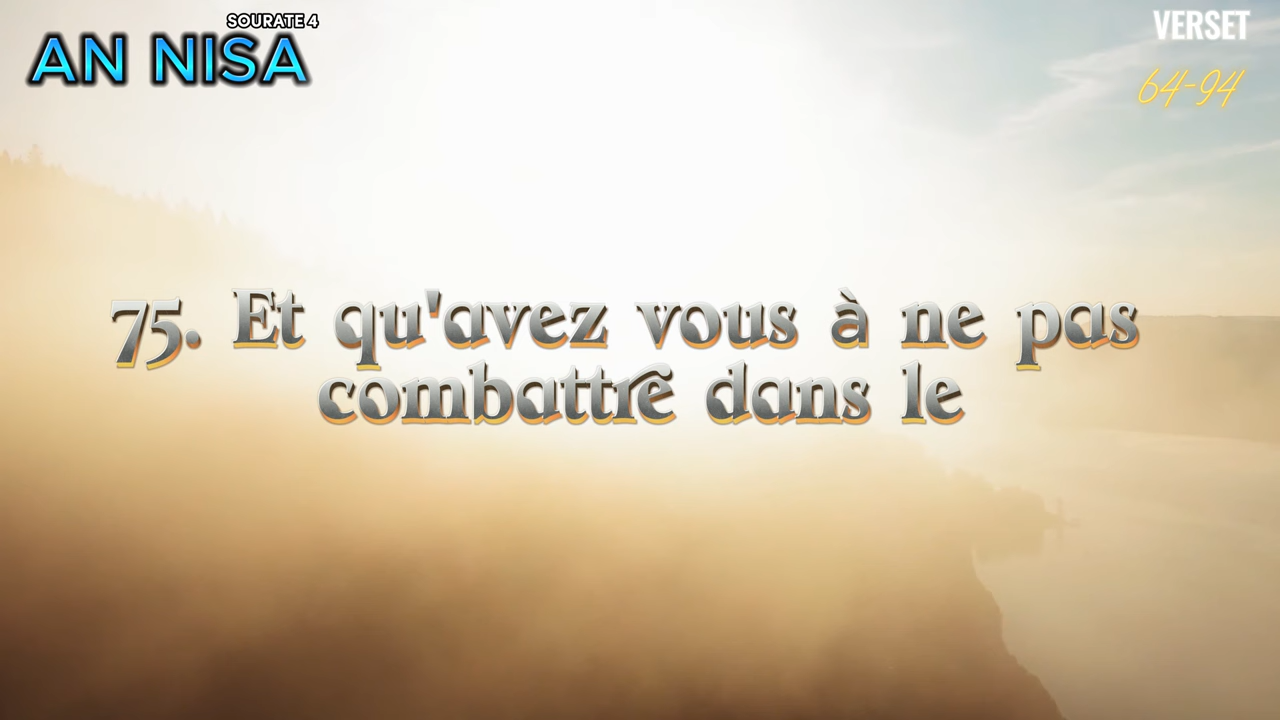 SOURATE 4
AN NISA
VERSET
64-94
75. Et qu'avez vous à ne pas
combattre dans le